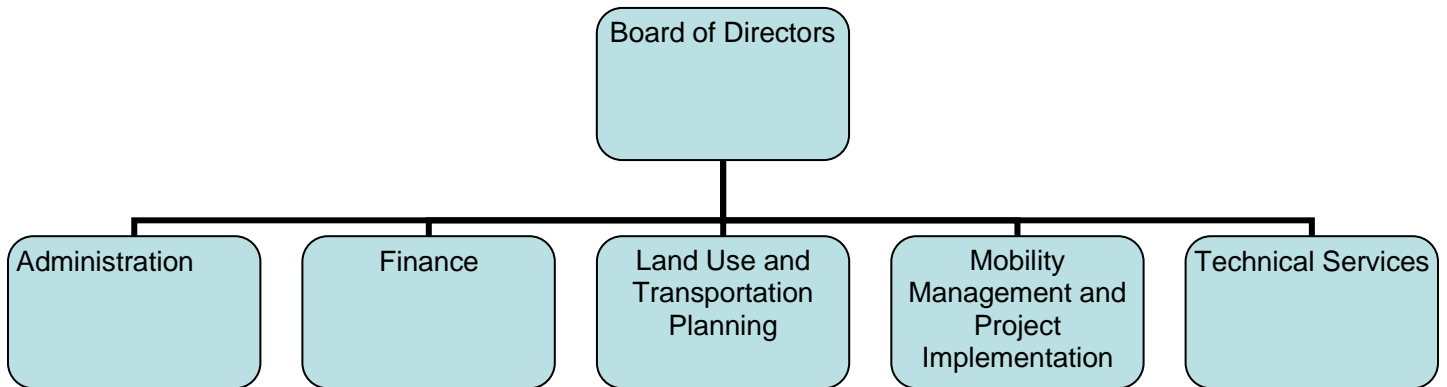 Board of Directors
Administration
Finance
Land Use and
Transportation
Planning
Mobility
Management and
Project
Implementation
Technical Services